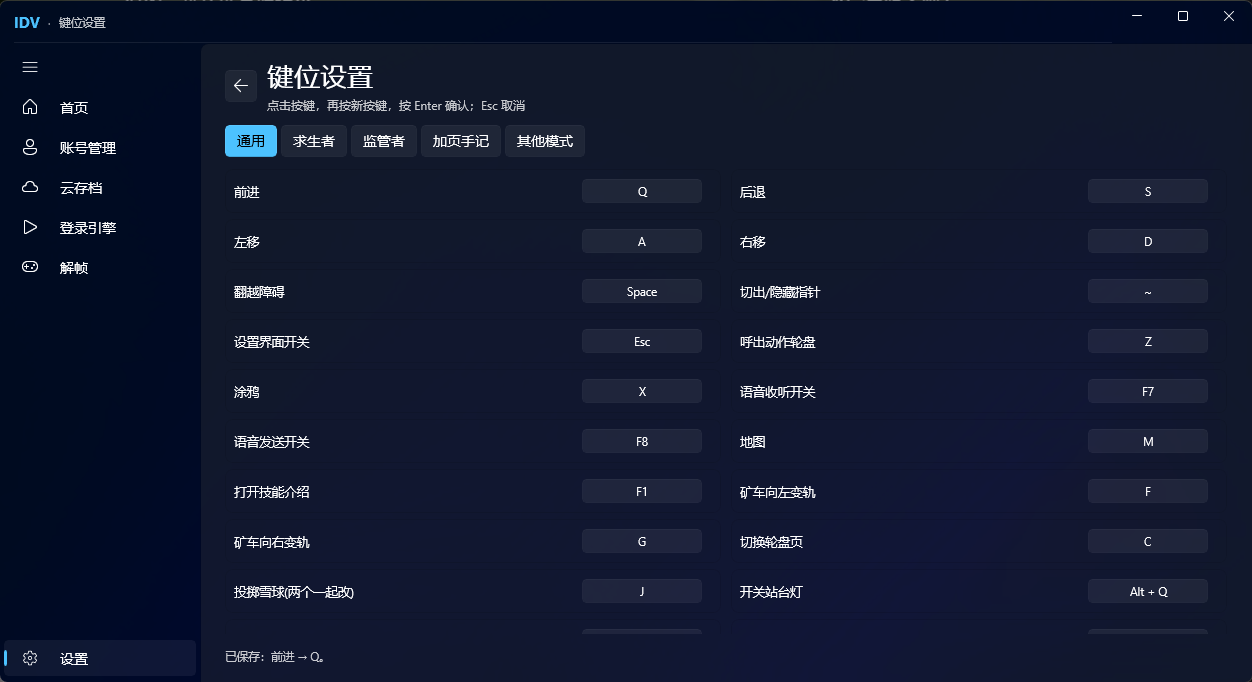 IDV · 键位设置
键位设置
点击按键，再按新按键，按 Enter 确认；Esc 取消
首页
账号管理
云存档
登录引擎
解帧
设置
通用 求生者 监管者 加页手记 其他模式
前进 Q 后退 S
左移 A 右移 D
翻越障碍 Space 切出/隐藏指针 ~
设置界面开关 Esc 呼出动作轮盘 Z
涂鸦 X 语音收听开关 F7
语音发送开关 F8 地图 M
打开技能介绍 F1 矿车向左变轨 F
矿车向右变轨 G 切换轮盘页 C
投掷雪球(两个一起改) J 开关站台灯 Alt + Q
已保存：前进 → Q。